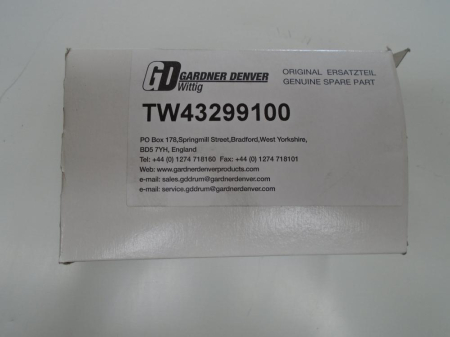 GD GARDNER DENVER
Wittig
ORIGINAL ERSATZTEIL
GENUINE SPARE PART
TW43299100
PO Box 178,Springmill Street,Bradford,West Yorkshire,
BD5 7YH, England
Tel: +44 (0) 1274 718160 Fax: +44 (0) 1274 718101
Web: www.gardnerdenverproducts.com
e-mail: sales.gddrum@gardnerdenver.com
e-mail: service.gddrum@gardnerdenver.com